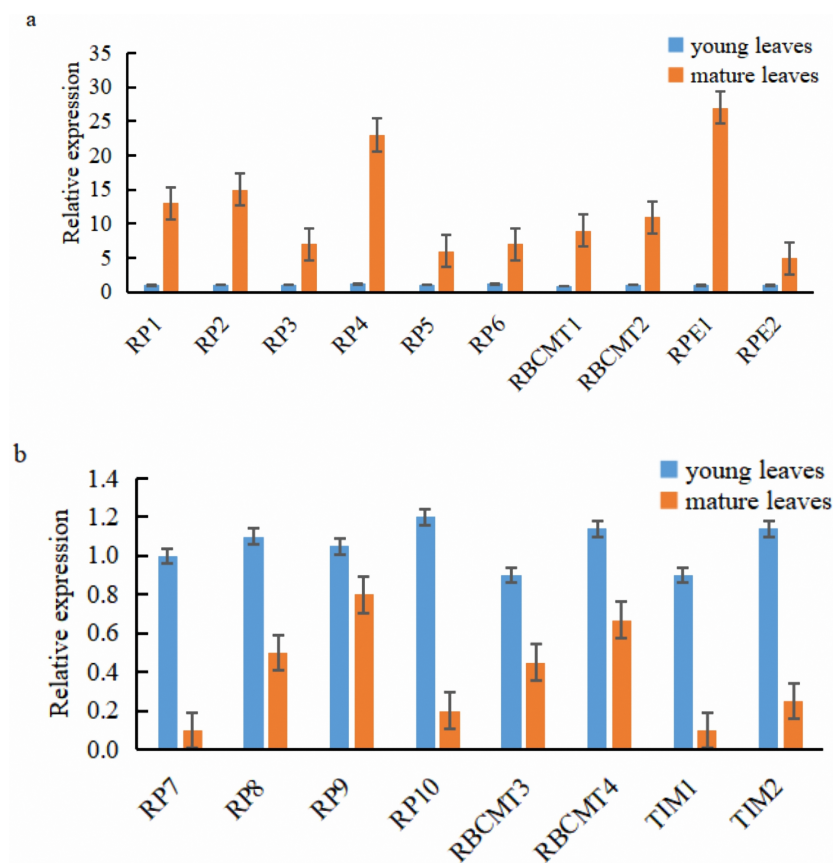 a
young leaves
mature leaves
Relative expression
35
30
25
20
15
10
5
0
RP1
RP2
RP3
RP4
RP5
RP6
RBCMT1
RBCMT2
RPE1
RPE2
b
young leaves
mature leaves
Relative expression
1.4
1.2
1.0
0.8
0.6
0.4
0.2
0.0
RP7
RP8
RP9
RP10
RBCMT3
RBCMT4
TIM1
TIM2